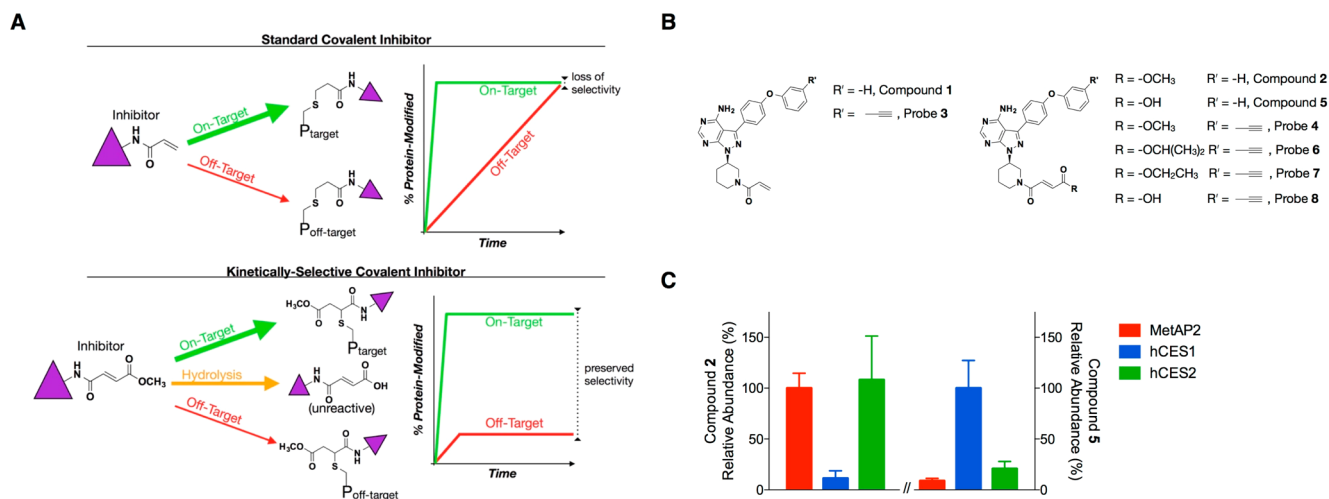 A
Standard Covalent Inhibitor
Inhibitor
H
N
O
On-Target
Off-Target
O
H
N
S
Ptarget
O
H
N
S
Poff-target
% Protein-Modified
On-Target
Off-Target
loss of
selectivity
Time
Kinetically-Selective Covalent Inhibitor
Inhibitor
H
N
O
O
OCH3
On-Target
Hydrolysis
Off-Target
H3CO
O
O
N
H
S
Ptarget
H
N
O
O
OH
(unreactive)
H3CO
O
O
N
H
S
Poff-target
% Protein-Modified
On-Target
Off-Target
preserved
selectivity
Time
B
R'
O
NH2
N
N
N
N
N
O
R' = -H, Compound 1
R' = , Probe 3
R'
O
NH2
N
N
N
N
N
O
O
R
R = -OCH3 R' = -H, Compound 2
R = -OH R' = -H, Compound 5
R = -OCH3 R' = , Probe 4
R = -OCH(CH3)2 R' = , Probe 6
R = -OCH2CH3 R' = , Probe 7
R = -OH R' = , Probe 8
C
Compound 2
Relative Abundance (%)
150
100
50
0
//
150
100
50
0
Compound 5
Relative Abundance (%)
MetAP2
hCES1
hCES2